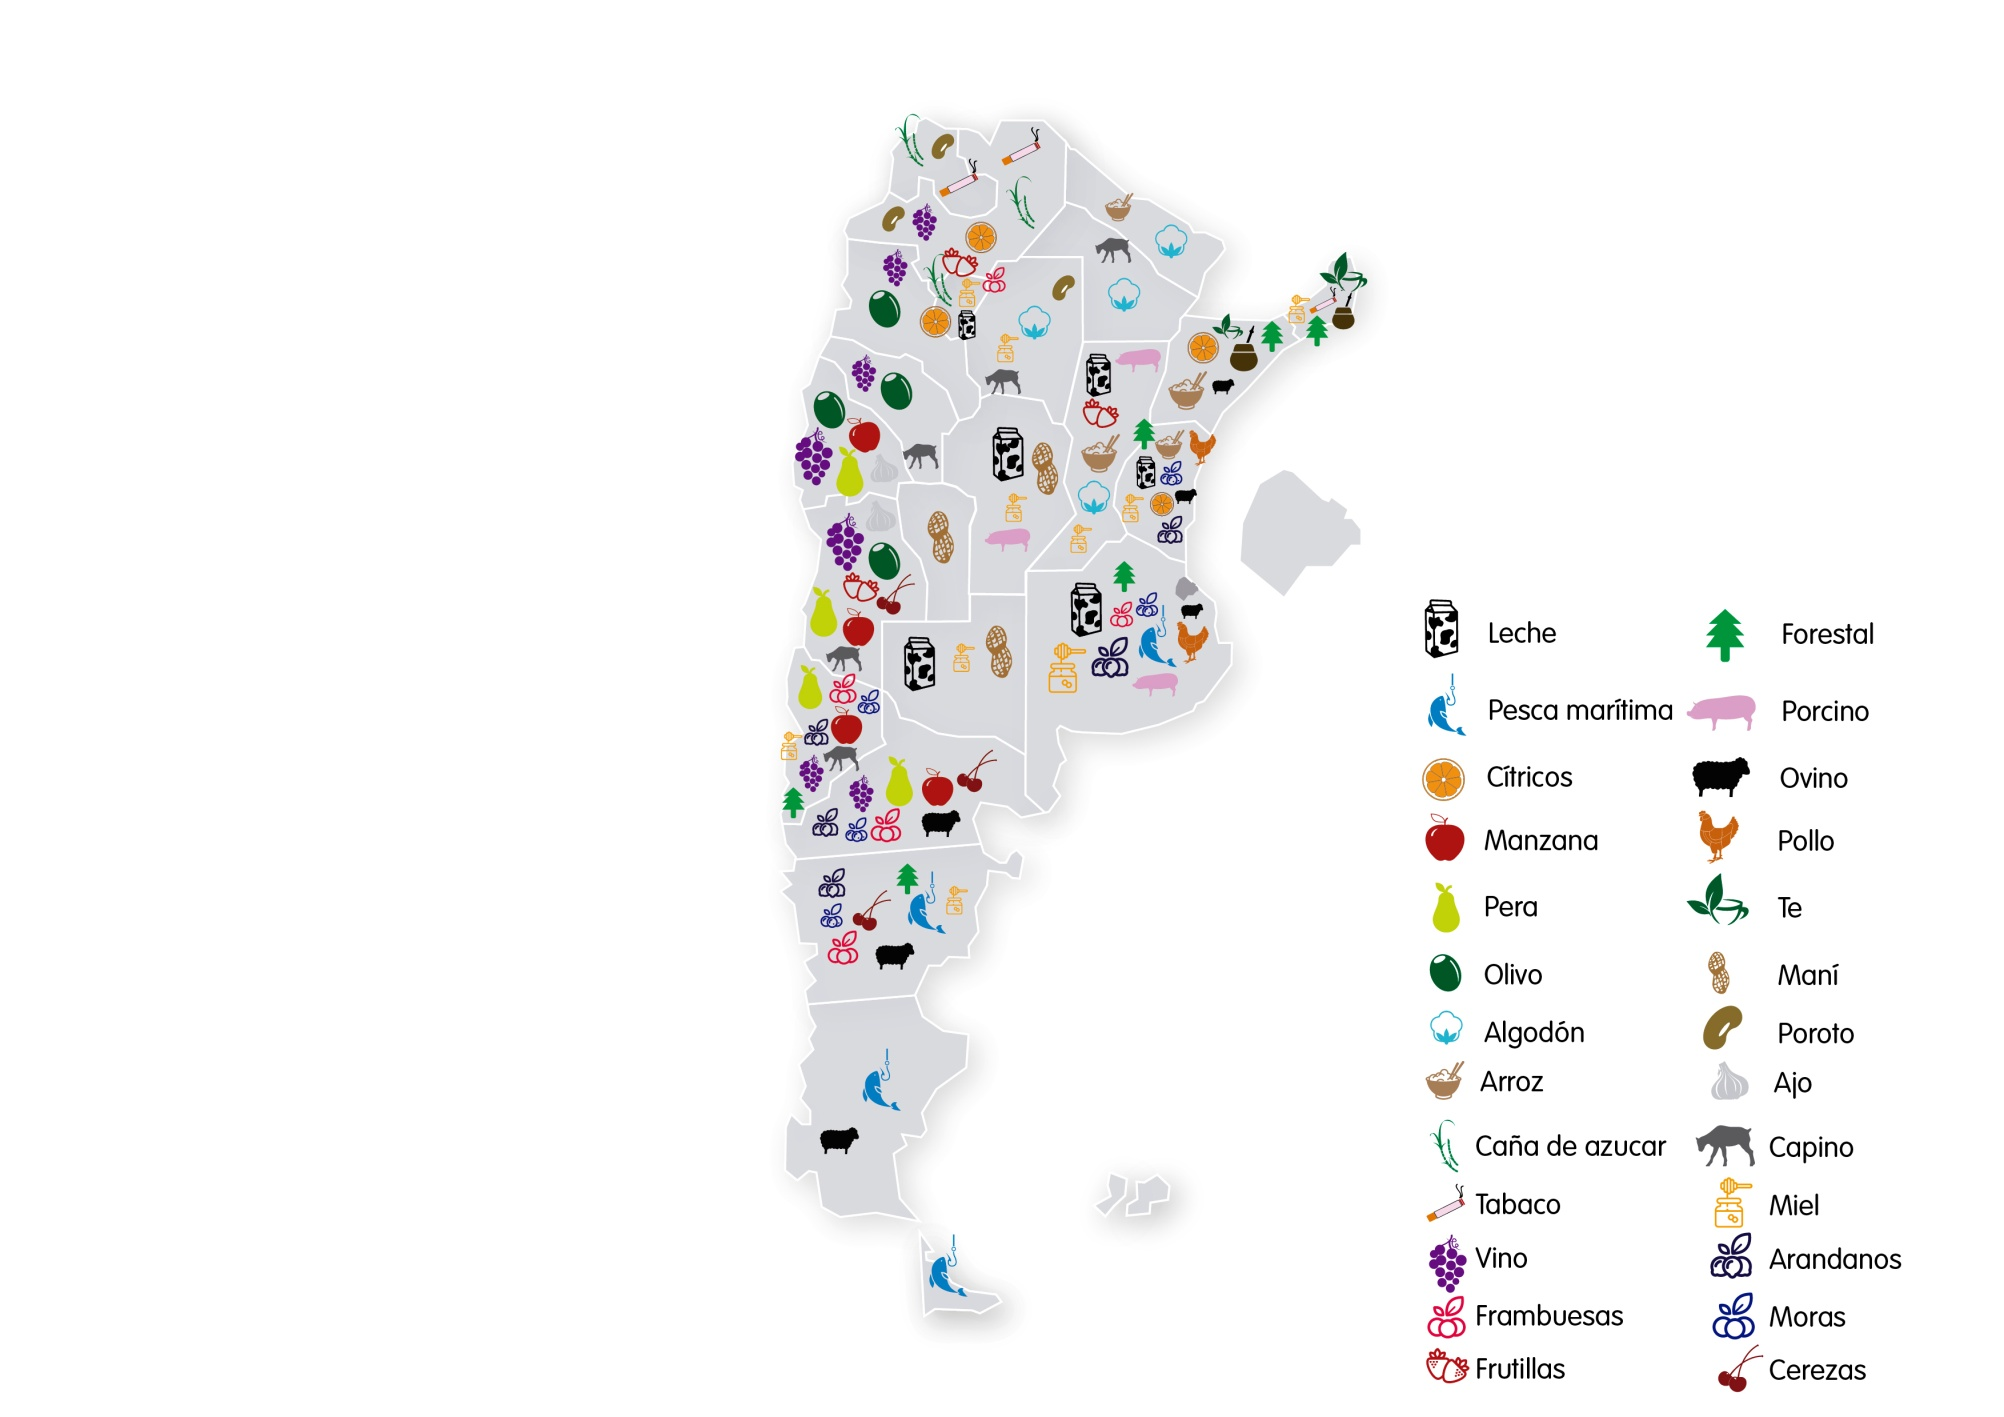 Leche
Forestal
Pesca marítima
Porcino
Cítricos
Ovino
Manzana
Pollo
Pera
Te
Olivo
Maní
Algodón
Poroto
Arroz
Ajo
Caña de azucar
Capino
Tabaco
Miel
Vino
Arandanos
Frambuesas
Moras
Frutillas
Cerezas